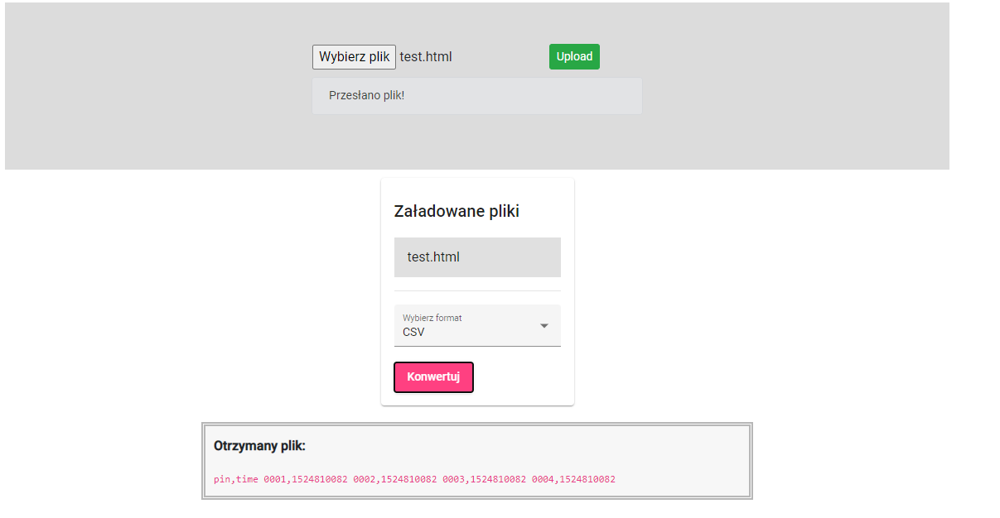 Wybierz plik test.html Upload
Przesłano plik!
Załadowane pliki
test.html
Wybierz format
CSV
Konwertuj
Otrzymany plik:
pin,time 0001,1524810082 0002,1524810082 0003,1524810082 0004,1524810082